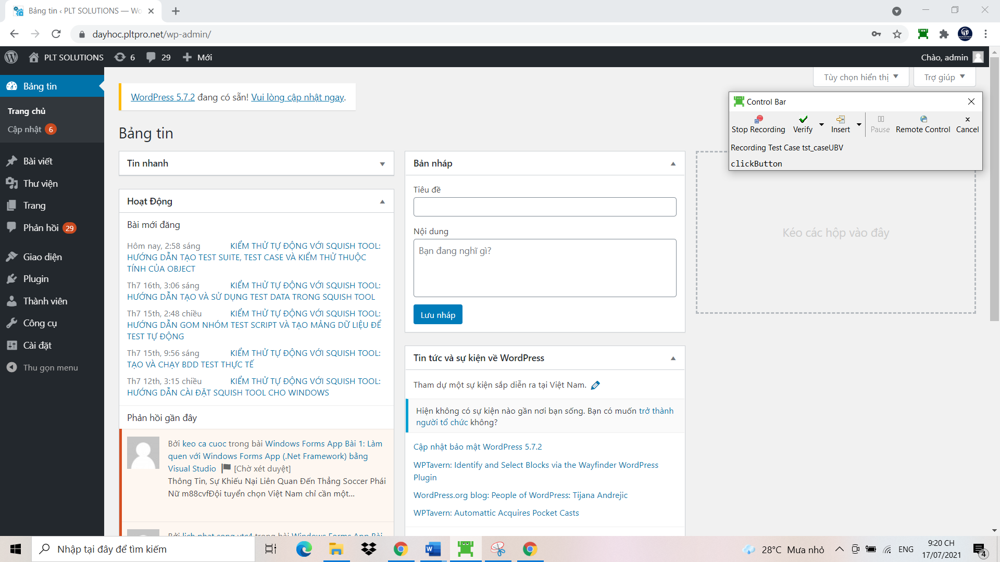 Bảng tin ‹ PLT SOLUTIONS — Wo
dayhoc.pltpro.net/wp-admin/
PLT SOLUTIONS 6 29 Mới
Chào, admin
Bảng tin
Trang chủ
Cập nhật 6
Bài viết
Thư viện
Trang
Phản hồi 29
Giao diện
Plugin
Thành viên
Công cụ
Cài đặt
Thu gọn menu
Tùy chọn hiển thị
Trợ giúp
WordPress 5.7.2 đang có sẵn! Vui lòng cập nhật ngay.
Bảng tin
Tin nhanh
Hoạt Động
Bài mới đăng
Hôm nay, 2:58 sáng KIỂM THỬ TỰ ĐỘNG VỚI SQUISH TOOL:
HƯỚNG DẪN TẠO TEST SUITE, TEST CASE VÀ KIỂM THỬ THUỘC
TÍNH CỦA OBJECT
Th7 16th, 3:06 sáng KIỂM THỬ TỰ ĐỘNG VỚI SQUISH TOOL:
HƯỚNG DẪN TẠO VÀ SỬ DỤNG TEST DATA TRONG SQUISH TOOL
Th7 15th, 2:48 chiều KIỂM THỬ TỰ ĐỘNG VỚI SQUISH TOOL:
HƯỚNG DẪN GOM NHÓM TEST SCRIPT VÀ TẠO MẢNG DỮ LIỆU ĐỂ
TEST TỰ ĐỘNG
Th7 15th, 9:56 sáng KIỂM THỬ TỰ ĐỘNG VỚI SQUISH TOOL:
TẠO VÀ CHẠY BDD TEST THỰC TẾ
Th7 12th, 3:15 chiều KIỂM THỬ TỰ ĐỘNG VỚI SQUISH TOOL:
HƯỚNG DẪN CÀI ĐẶT SQUISH TOOL CHO WINDOWS
Phản hồi gần đây
Bởi keo ca cuoc trong bài Windows Forms App Bài 1: Làm
quen với Windows Forms App (.Net Framework) bằng
Visual Studio [Chờ xét duyệt]
Thông Tin, Sự Khiếu Nại Liên Quan Đến Thẳng Soccer Phái
Nữ m88cvfĐội tuyển chọn Việt Nam chỉ cần một...
Bởi lich phat song vtc4 trong bài Windows Forms App Bài
Bản nháp
Tiêu đề
Nội dung
Bạn đang nghĩ gì?
Lưu nháp
Tin tức và sự kiện về WordPress
Tham dự một sự kiện sắp diễn ra tại Việt Nam.
Hiện không có sự kiện nào gần nơi bạn sống. Bạn có muốn trở thành
người tổ chức không?
Cập nhật bảo mật WordPress 5.7.2
WPTavern: Identify and Select Blocks via the Wayfinder WordPress
Plugin
WordPress.org blog: People of WordPress: Tijana Andrejic
WPTavern: Automattic Acquires Pocket Casts
Kéo các hộp vào đây
Control Bar
Stop Recording Verify Insert Pause Remote Control Cancel
Recording Test Case tst_caseUBV
clickButton
Nhập tại đây để tìm kiếm
28°C Mưa nhỏ
ENG
9:20 CH
17/07/2021
4